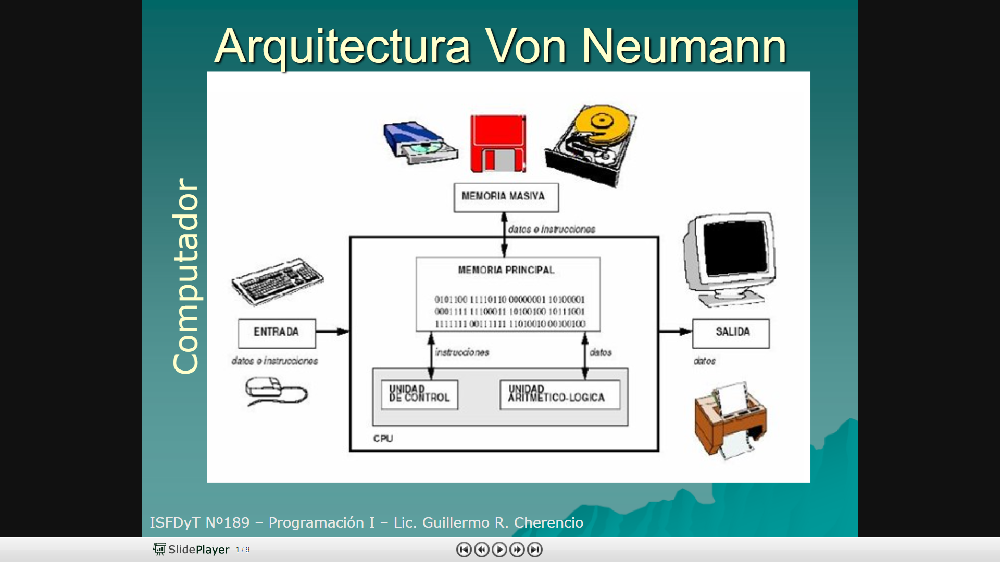 Arquitectura Von Neumann
Computador
MEMORIA MASIVA
datos e instrucciones
MEMORIA PRINCIPAL
0101100 11110110 00000001 10100001
0001111 11100011 10100100 10111001
1111111 00111111 11010010 00100100
ENTRADA
datos e instrucciones
SALIDA
datos
instrucciones
datos
UNIDAD
DE CONTROL
UNIDAD
ARITMETICO-LOGICA
CPU
ISFDyT Nº189 – Programación I – Lic. Guillermo R. Cherencio
SlidePlayer 1 / 9